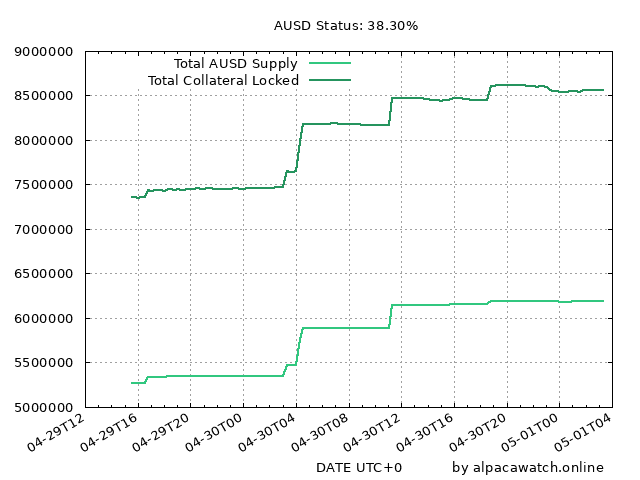 AUSD Status: 38.30%
9000000
8500000
8000000
7500000
7000000
6500000
6000000
5500000
5000000
Total AUSD Supply
Total Collateral Locked
04-29T12
04-29T16
04-29T20
04-30T00
04-30T04
04-30T08
04-30T12
04-30T16
04-30T20
05-01T00
05-01T04
DATE UTC+0
by alpacawatch.online